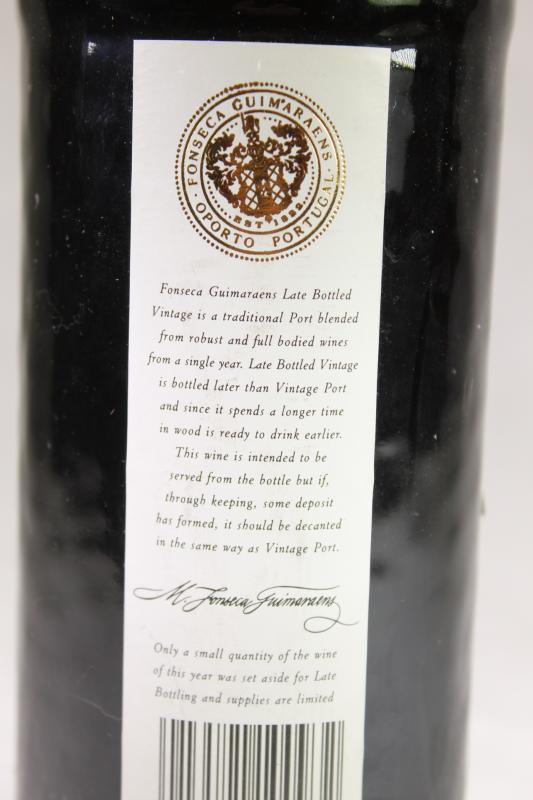 FONSECA GUIMARAENS
OPORTO PORTUGAL
EST 1822
Fonseca Guimaraens Late Bottled
Vintage is a traditional Port blended
from robust and full bodied wines
from a single year. Late Bottled Vintage
is bottled later than Vintage Port
and since it spends a longer time
in wood is ready to drink earlier.
This wine is intended to be
served from the bottle but if,
through keeping, some deposit
has formed, it should be decanted
in the same way as Vintage Port.
M. Fonseca Guimaraens
Only a small quantity of the wine
of this year was set aside for Late
Bottling and supplies are limited